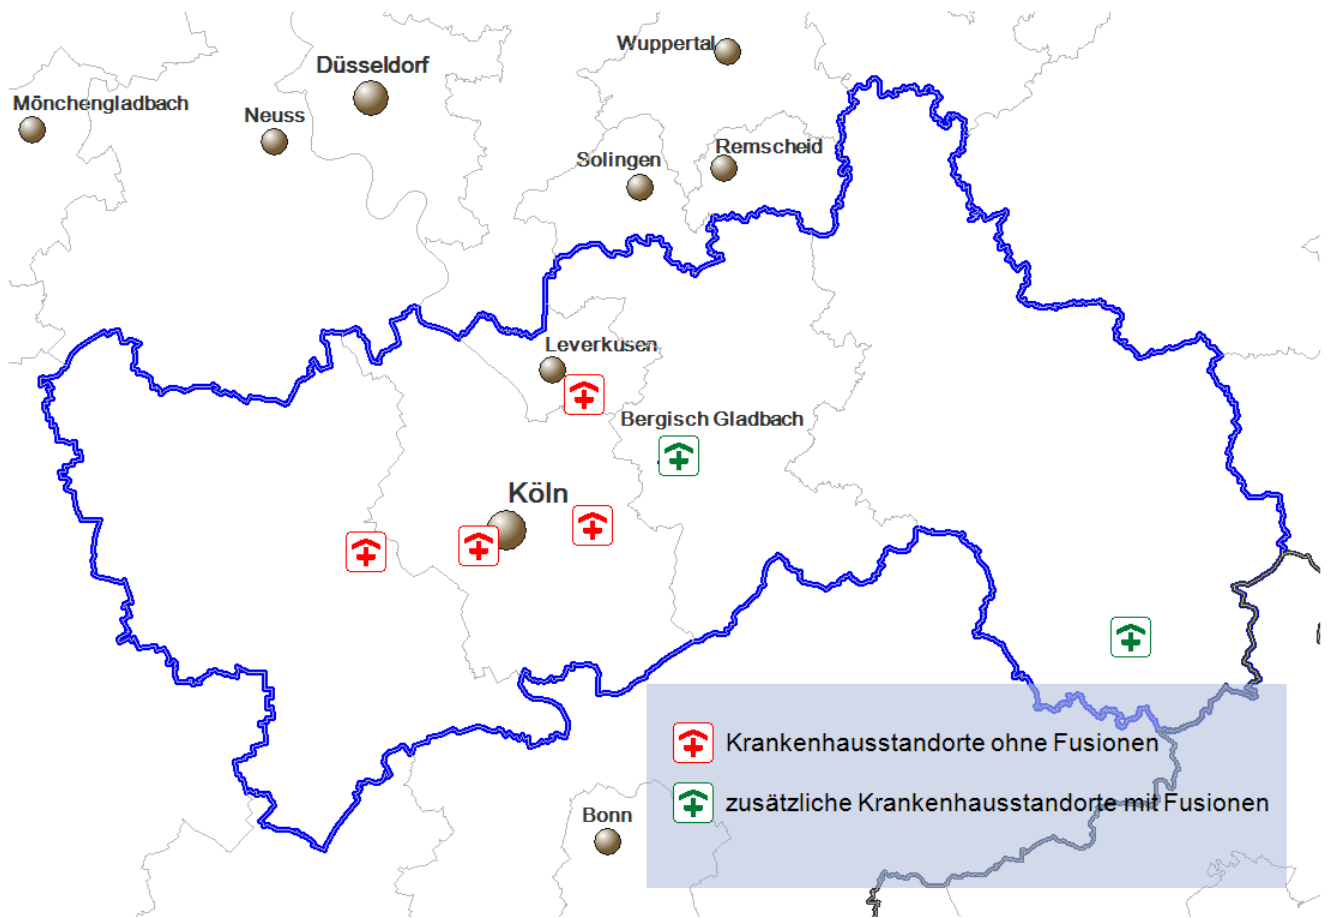 Wuppertal
Düsseldorf
Mönchengladbach
Neuss
Remscheid
Solingen
Leverkusen
Bergisch Gladbach
Köln
Krankenhausstandorte ohne Fusionen
zusätzliche Krankenhausstandorte mit Fusionen
Bonn